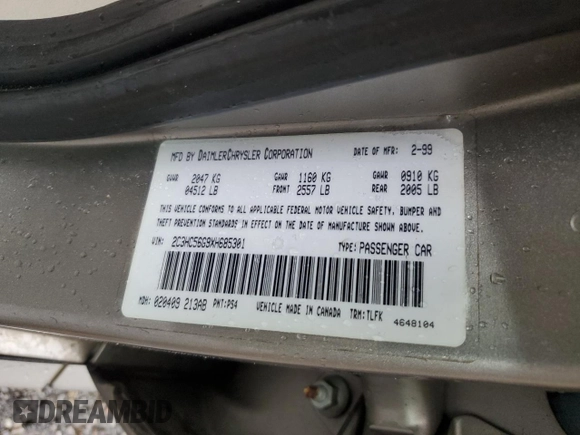 MFD BY DAIMLERCHRYSLER CORPORATION DATE OF MFR: 2-99
GVWR 2047 KG GAWR 1160 KG GAWR 0910 KG
04512 LB FRONT 2557 LB REAR 2005 LB
THIS VEHICLE CONFORMS TO ALL APPLICABLE FEDERAL MOTOR VEHICLE SAFETY, BUMPER AND
THEFT PREVENTION STANDARDS IN EFFECT ON THE DATE OF MANUFACTURE SHOWN ABOVE.
VIN: 2C3HC56G9XH685301 TYPE: PASSENGER CAR
MDH: 020409 213AB PNT: PS4 VEHICLE MADE IN CANADA TRM: TLFK
4648104
DREAMBID